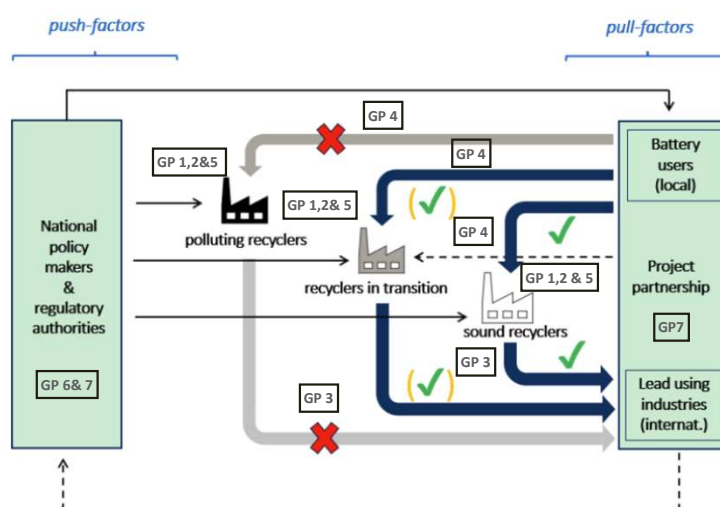 push-factors
pull-factors
GP 4
GP 1,2&5
GP 4
Battery
users
(local)
GP 1,2& 5
National
policy
makers
&
regulatory
authorities
polluting recyclers
GP 4
recyclers in transition
GP 1,2 & 5
Project
partnership
GP7
sound recyclers
GP 6& 7
GP 3
GP 3
Lead using
industries
(internat.)